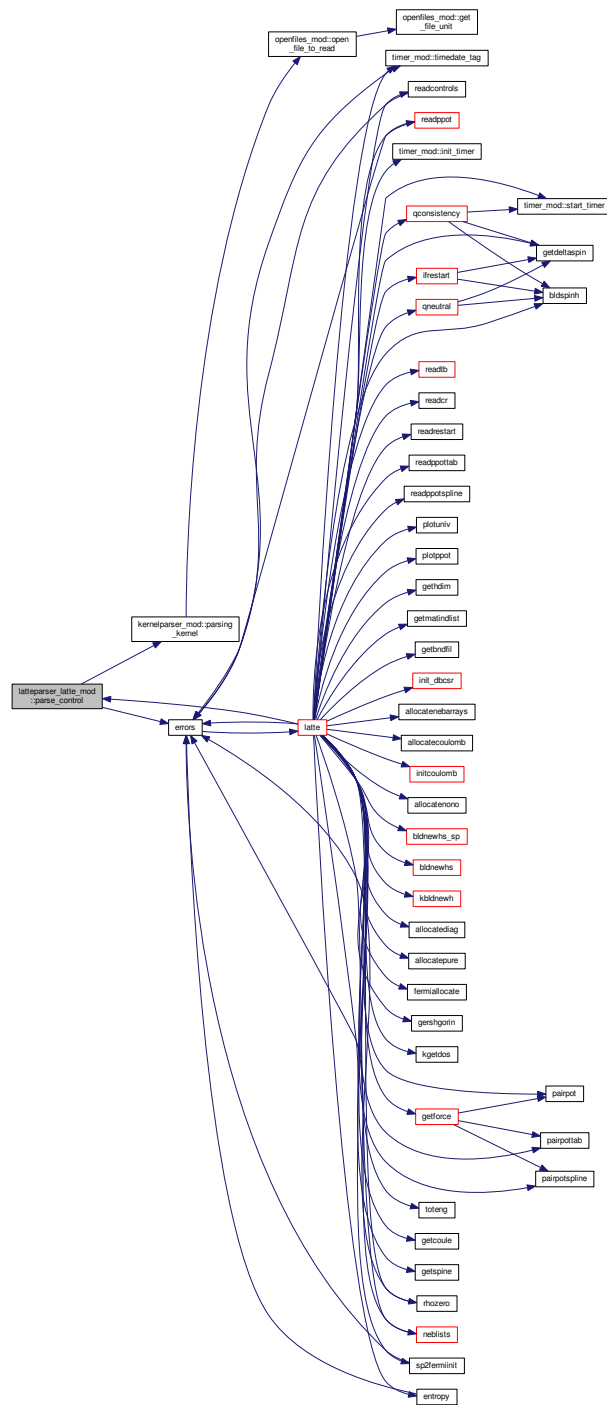 openfiles_mod::get
_file_unit
openfiles_mod::open
_file_to_read
timer_mod::timedate_tag
readcontrols
readppot
timer_mod::init_timer
timer_mod::start_timer
qconsistency
getdeltaspin
ifrestart
bldspinh
qneutral
readtb
readcr
readrestart
readppottab
readppotspline
plotuniv
plotppot
gethdim
kernelparser_mod::parsing
_kernel
getmatindlist
getbndfil
init_dbcsr
latteparser_latte_mod
::parse_control
allocatenebarrays
errors
latte
allocatecoulomb
initcoulomb
allocatenono
bldnewhs_sp
bldnewhs
kbldnewh
allocatediag
allocatepure
fermiallocate
gershgorin
kgetdos
pairpot
getforce
pairpottab
pairpotspline
toteng
getcoule
getspine
rhozero
neblists
sp2fermiinit
entropy